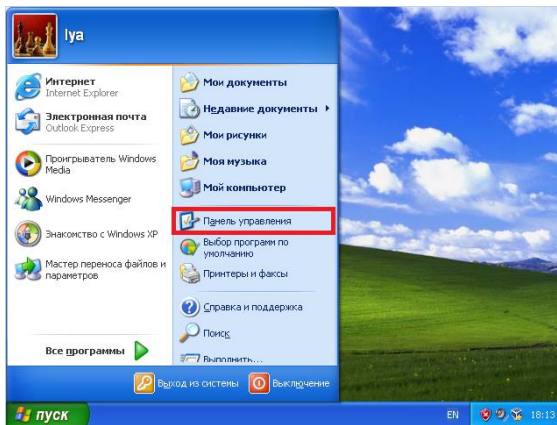 lya
Интернет
Internet Explorer
Электронная почта
Outlook Express
Проигрыватель Windows
Media
Windows Messenger
Знакомство с Windows XP
Мастер переноса файлов и
параметров
Все программы
Мои документы
Недавние документы
Мои рисунки
Моя музыка
Мой компьютер
Панель управления
Выбор программ по
умолчанию
Принтеры и факсы
Справка и поддержка
Поиск
Выполнить...
Выход из системы
Выключение
пуск
EN
18:13